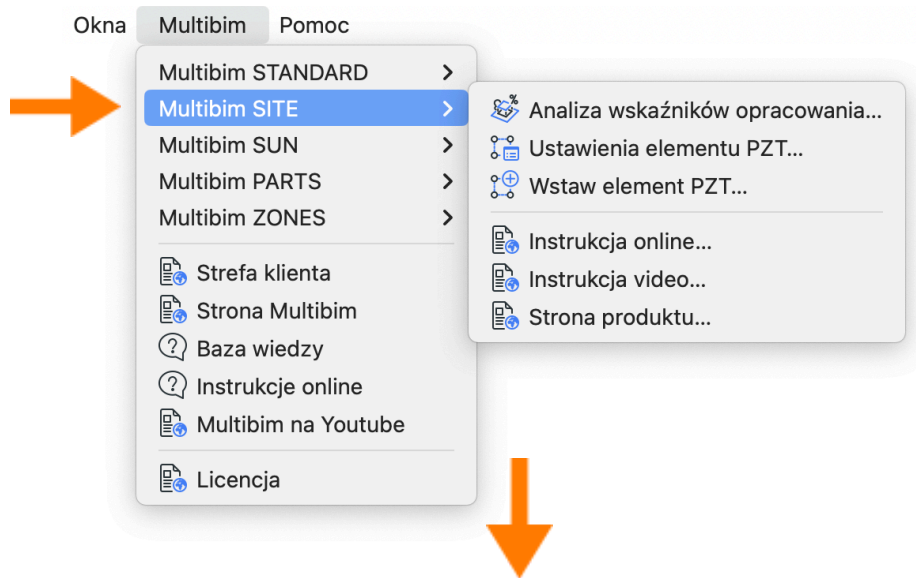 Okna Multibim Pomoc
Multibim STANDARD
Multibim SITE
Multibim SUN
Multibim PARTS
Multibim ZONES
Strefa klienta
Strona Multibim
Baza wiedzy
Instrukcje online
Multibim na Youtube
Licencja
Analiza wskaźników opracowania...
Ustawienia elementu PZT...
Wstaw element PZT...
Instrukcja online...
Instrukcja video...
Strona produktu...